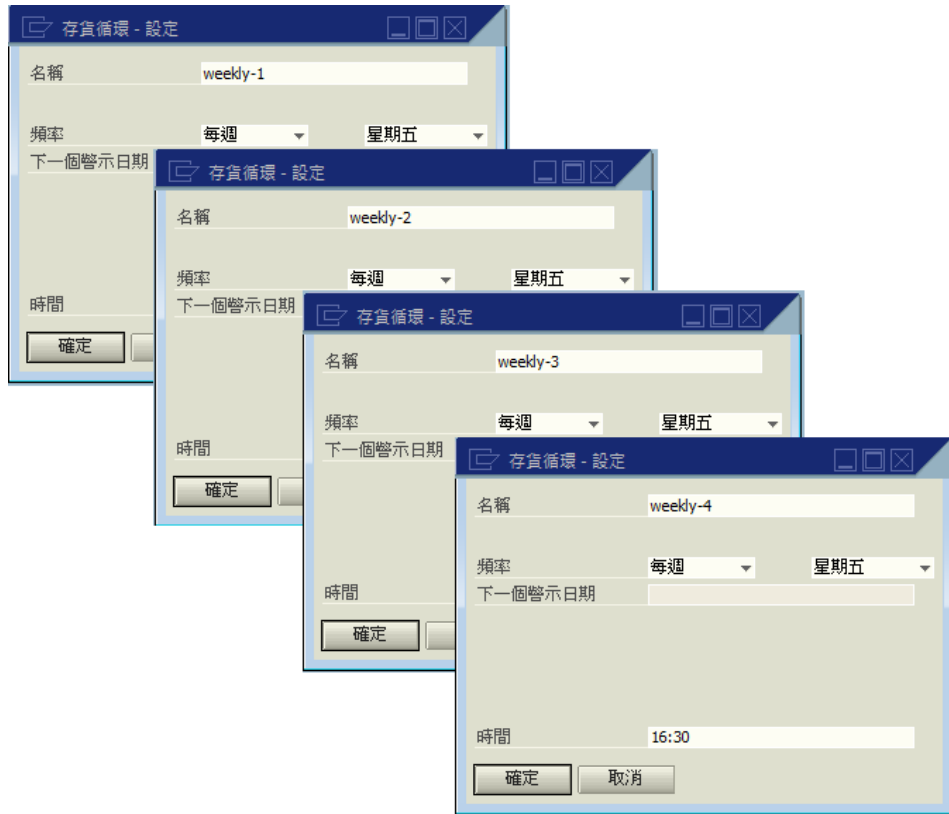 存貨循環 - 設定
名稱 weekly-1
頻率 每週 星期五
下一個警示日期
時間
確定
存貨循環 - 設定
名稱 weekly-2
頻率 每週 星期五
下一個警示日期
時間
確定
存貨循環 - 設定
名稱 weekly-3
頻率 每週 星期五
下一個警示日期
時間
確定
存貨循環 - 設定
名稱 weekly-4
頻率 每週 星期五
下一個警示日期
時間 16:30
確定 取消